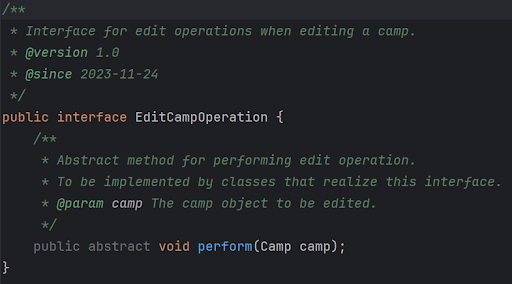 /**
 * Interface for edit operations when editing a camp.
 * @version 1.0
 * @since 2023-11-24
 */
public interface EditCampOperation {
    /**
     * Abstract method for performing edit operation.
     * To be implemented by classes that realize this interface.
     * @param camp The camp object to be edited.
     */
    public abstract void perform(Camp camp);
}